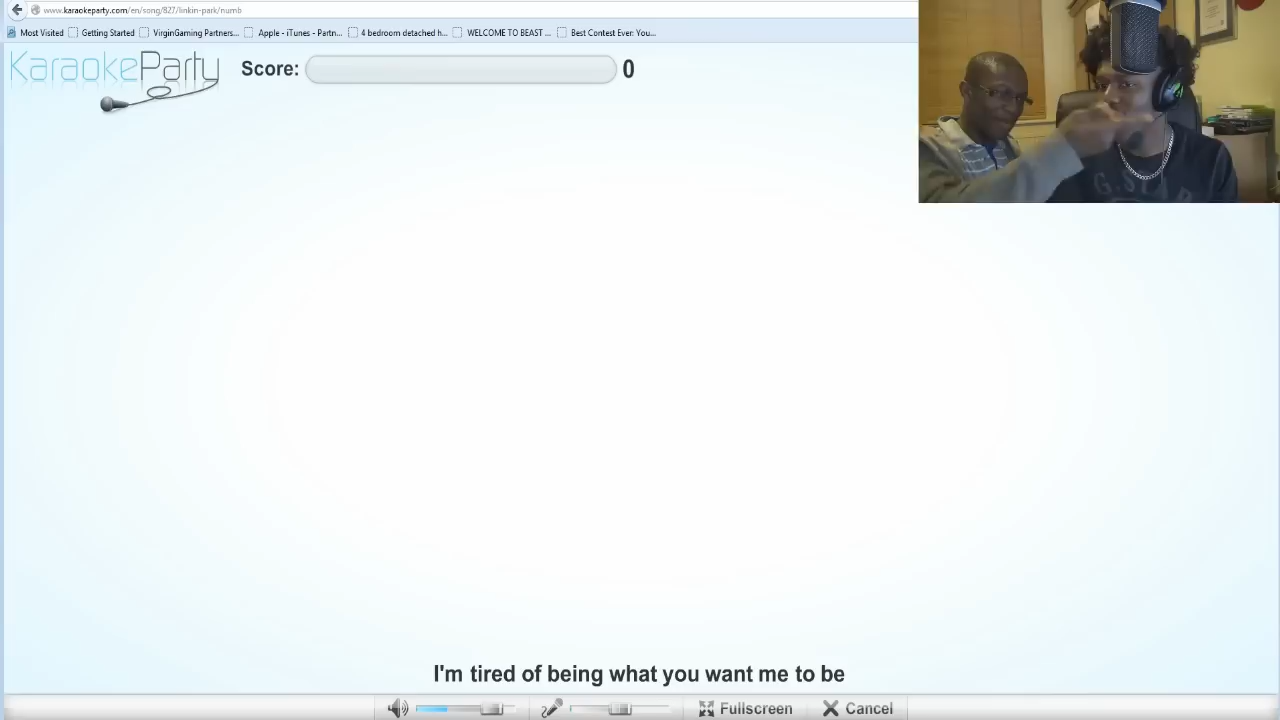 www.karaokeparty.com/en/song/827/linkin-park/numb
Most Visited Getting Started VirginGaming Partners... Apple - iTunes - Partn... 4 bedroom detached h... WELCOME TO BEAST ... Best Contest Ever: You...
KaraokeParty Score: 0
G.STAR
I'm tired of being what you want me to be
Fullscreen Cancel